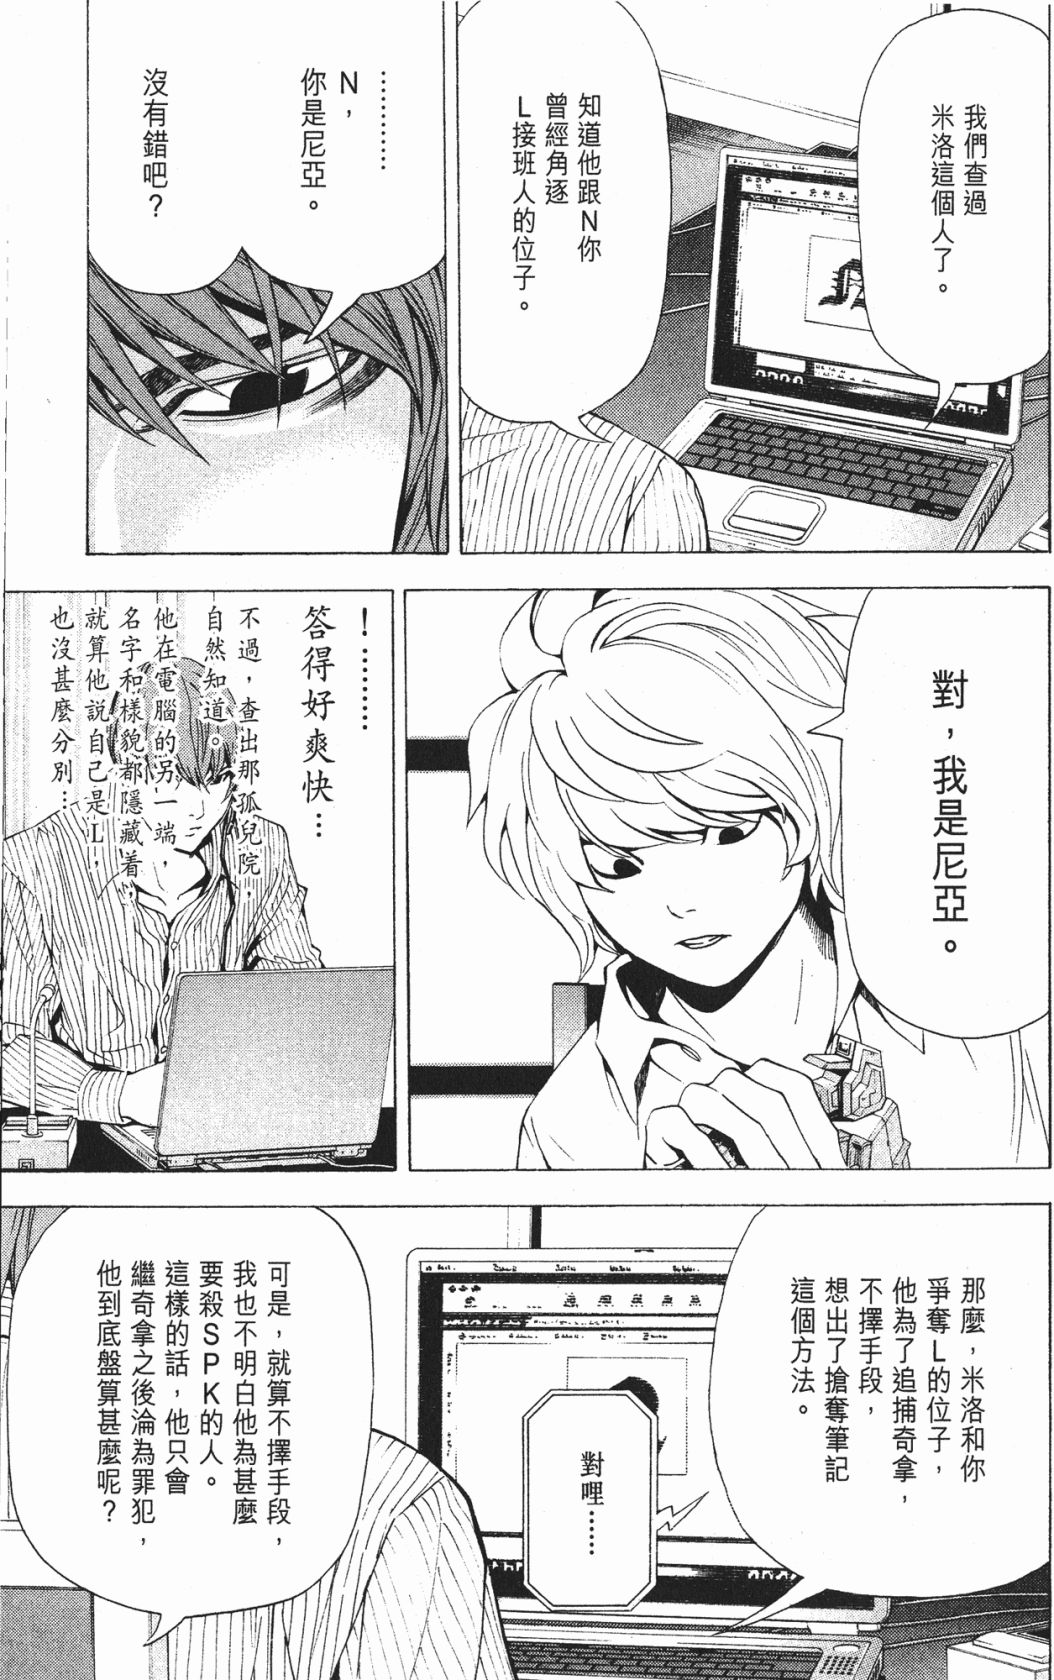 我們查過
米洛這個人了。
知道他跟N你
曾經角逐
L接班人的位子。
…………
N，
你是尼亞。
沒有錯吧？
對，我是尼亞。
！…………
答得好爽快…
不過，查出那孤兒院，
自然知道。
他在電腦的另一端，
名字和樣貌都隱藏着，
就算他說自己是L，
也沒甚麼分別…
那麼，米洛和你
爭奪L的位子，
他為了追捕奇拿，
不擇手段，
想出了搶奪筆記
這個方法。
對哩……
可是，就算不擇手段，
我也不明白他為甚麼
要殺SPK的人。
這樣的話，他只會
繼奇拿之後淪為罪犯，
他到底盤算甚麼呢？